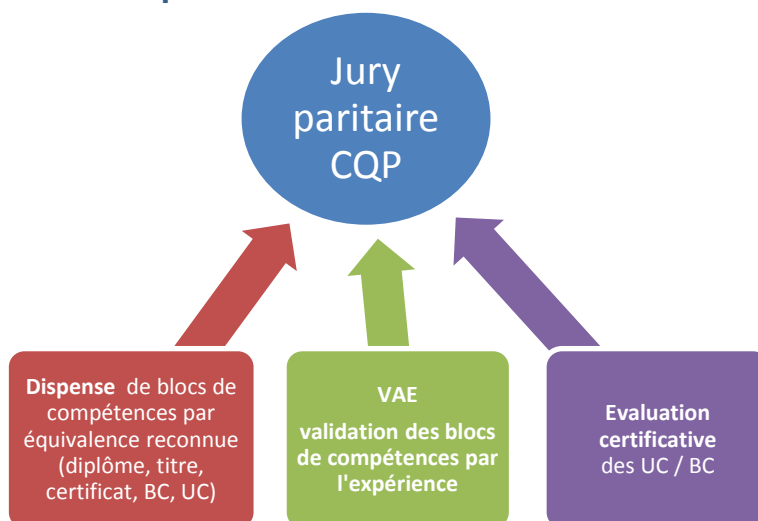 Jury
paritaire
CQP
Dispense de blocs de
compétences par
équivalence reconnue
(diplôme, titre,
certificat, BC, UC)
VAE
validation des blocs
de compétences par
l'expérience
Evaluation
certificative
des UC / BC